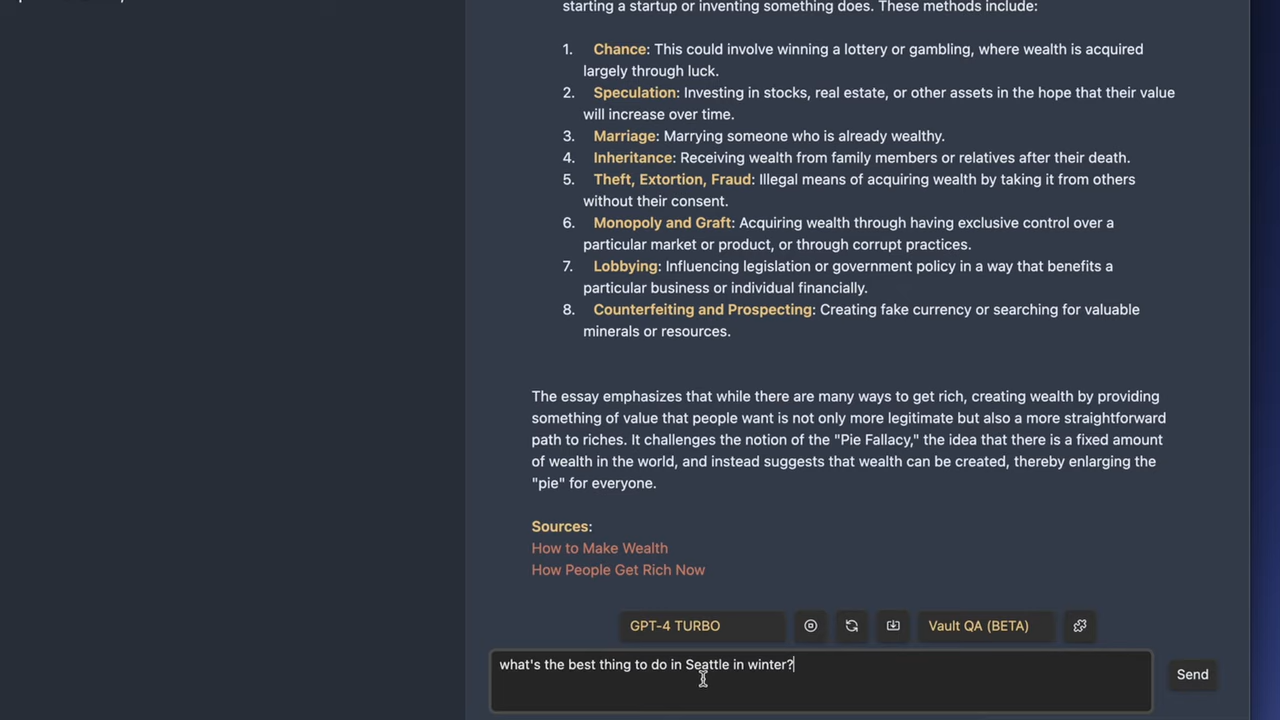 starting a startup or inventing something does. These methods include:
1. Chance: This could involve winning a lottery or gambling, where wealth is acquired
largely through luck.
2. Speculation: Investing in stocks, real estate, or other assets in the hope that their value
will increase over time.
3. Marriage: Marrying someone who is already wealthy.
4. Inheritance: Receiving wealth from family members or relatives after their death.
5. Theft, Extortion, Fraud: Illegal means of acquiring wealth by taking it from others
without their consent.
6. Monopoly and Graft: Acquiring wealth through having exclusive control over a
particular market or product, or through corrupt practices.
7. Lobbying: Influencing legislation or government policy in a way that benefits a
particular business or individual financially.
8. Counterfeiting and Prospecting: Creating fake currency or searching for valuable
minerals or resources.
The essay emphasizes that while there are many ways to get rich, creating wealth by providing
something of value that people want is not only more legitimate but also a more straightforward
path to riches. It challenges the notion of the "Pie Fallacy," the idea that there is a fixed amount
of wealth in the world, and instead suggests that wealth can be created, thereby enlarging the
"pie" for everyone.
Sources:
How to Make Wealth
How People Get Rich Now
GPT-4 TURBO Vault QA (BETA)
what's the best thing to do in Seattle in winter?
Send